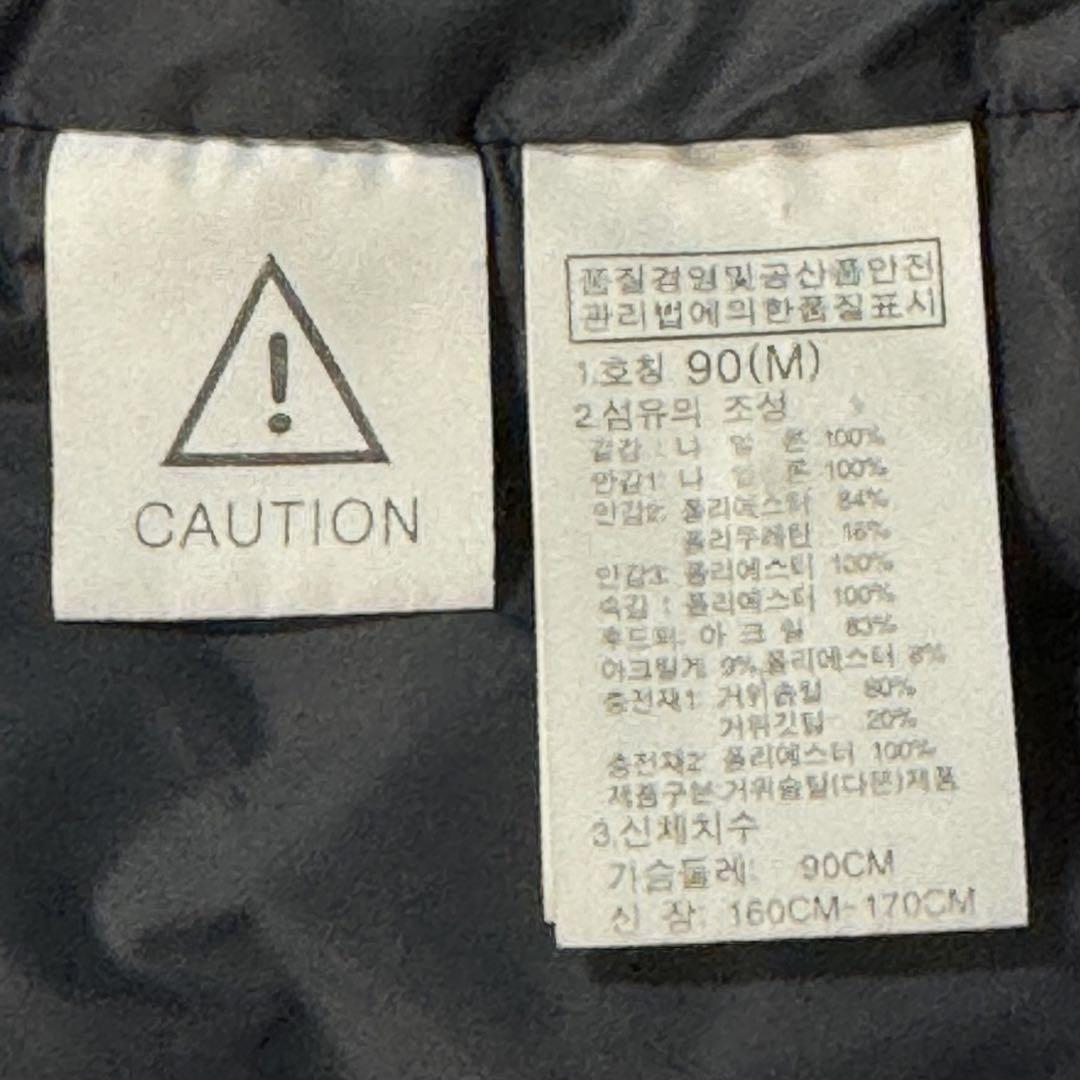 CAUTION
품질경영및공산품안전
관리법에의한품질표시
1.호칭 90(M)
2.섬유의 조성
겉감 : 나 일 론 100%
안감1: 나 일 론 100%
안감2: 폴리에스터 84%
폴리우레탄 16%
안감3: 폴리에스터 100%
속감 : 폴리에스터 100%
후드퍼: 아 크 릴 83%
아크릴계 9%, 폴리에스터 8%
충전재1 거위솜털 80%
거위깃털 20%
충전재2: 폴리에스터 100%
제품구분:거위솜털(다운)제품
3.신체치수
가슴둘레: 90CM
신 장: 160CM-170CM